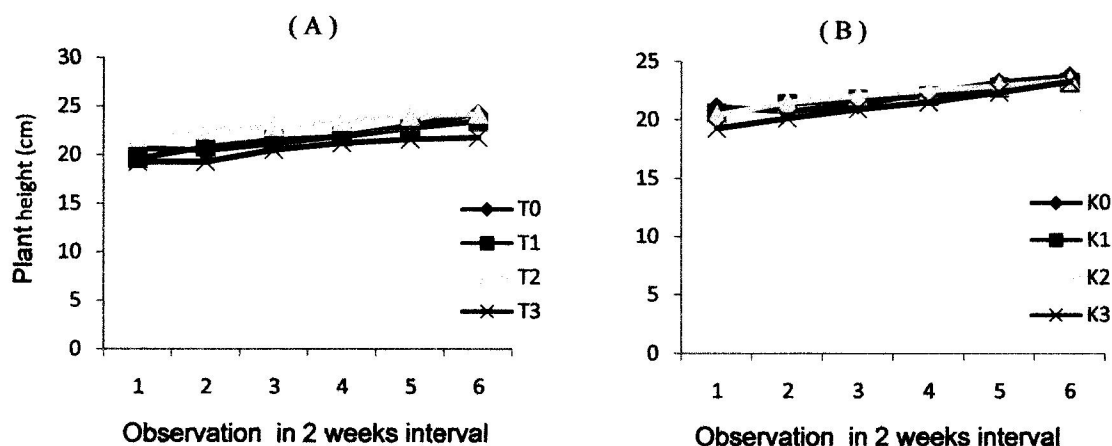 ( A )
30
25
20
15
10
5
0
Plant height (cm)
1 2 3 4 5 6
Observation in 2 weeks interval
T0
T1
T2
T3
( B )
25
20
15
10
5
0
1 2 3 4 5 6
Observation in 2 weeks interval
K0
K1
K2
K3